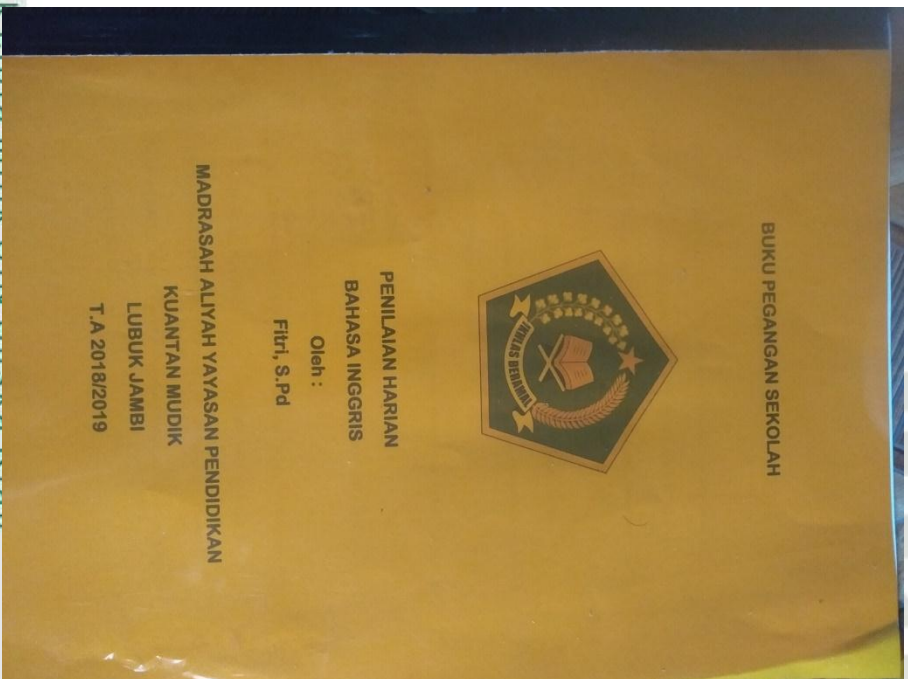 BUKU PEGANGAN SEKOLAH
IKHLAS BERAMAL
PENILAIAN HARIAN
BAHASA INGGRIS
Oleh :
Fitri, S.Pd
MADRASAH ALIYAH YAYASAN PENDIDIKAN
KUANTAN MUDIK
LUBUK JAMBI
T.A 2018/2019